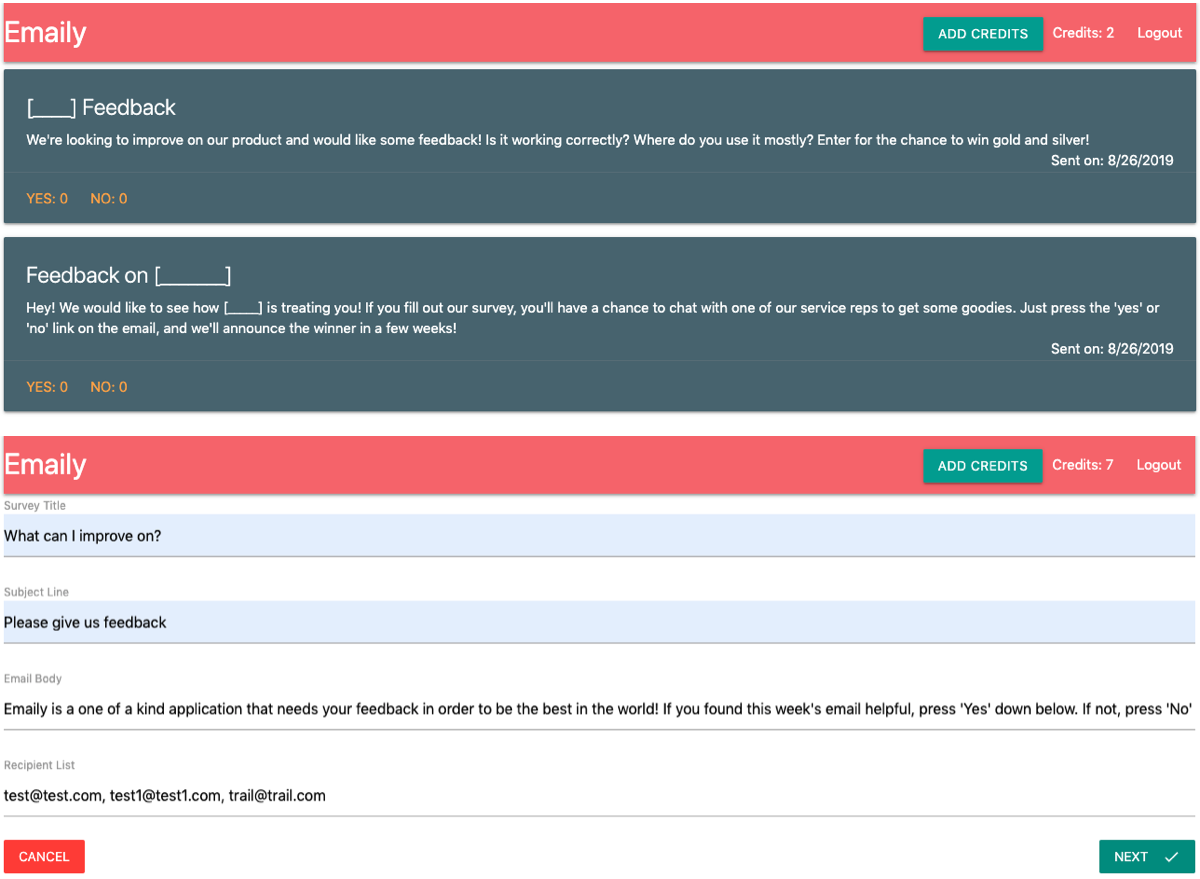 Emaily
ADD CREDITS
Credits: 2
Logout
[____] Feedback
We're looking to improve on our product and would like some feedback! Is it working correctly? Where do you use it mostly? Enter for the chance to win gold and silver!
Sent on: 8/26/2019
YES: 0
NO: 0
Feedback on [______]
Hey! We would like to see how [____] is treating you! If you fill out our survey, you'll have a chance to chat with one of our service reps to get some goodies. Just press the 'yes' or
'no' link on the email, and we'll announce the winner in a few weeks!
Sent on: 8/26/2019
YES: 0
NO: 0
Emaily
ADD CREDITS
Credits: 7
Logout
Survey Title
What can I improve on?
Subject Line
Please give us feedback
Email Body
Emaily is a one of a kind application that needs your feedback in order to be the best in the world! If you found this week's email helpful, press 'Yes' down below. If not, press 'No'
Recipient List
test@test.com, test1@test1.com, trail@trail.com
CANCEL
NEXT